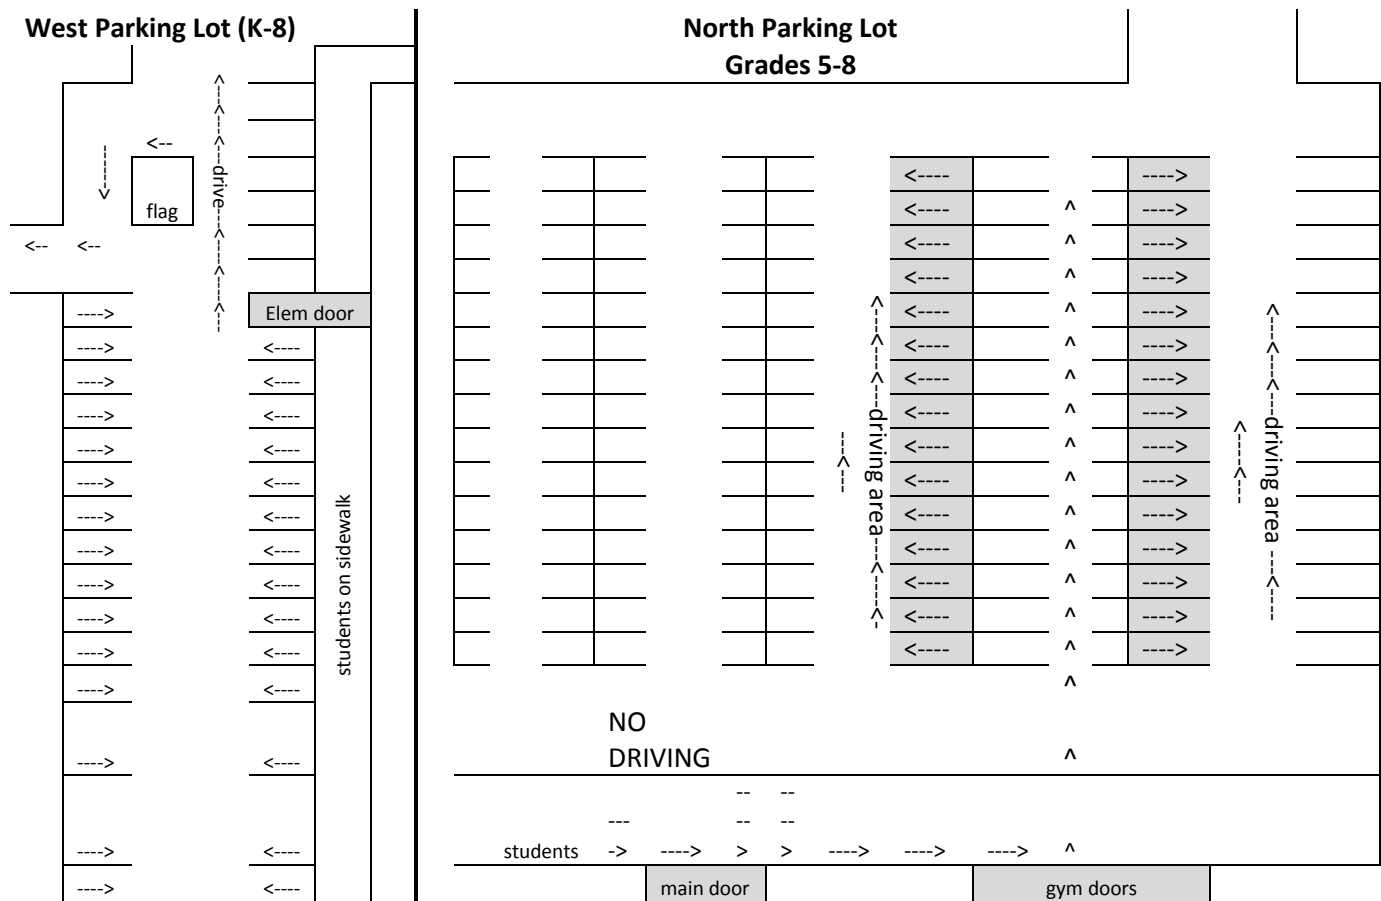 West Parking Lot (K-8)
North Parking Lot
Grades 5-8
<--
flag
<-- <--
----drive----
Elem door
---->
<----
students on sidewalk
<----
---->
^
----driving area----
----driving area----
NO
DRIVING
-- --
--- -- --
students -> ----> > > ----> ----> ----> ^
main door
gym doors